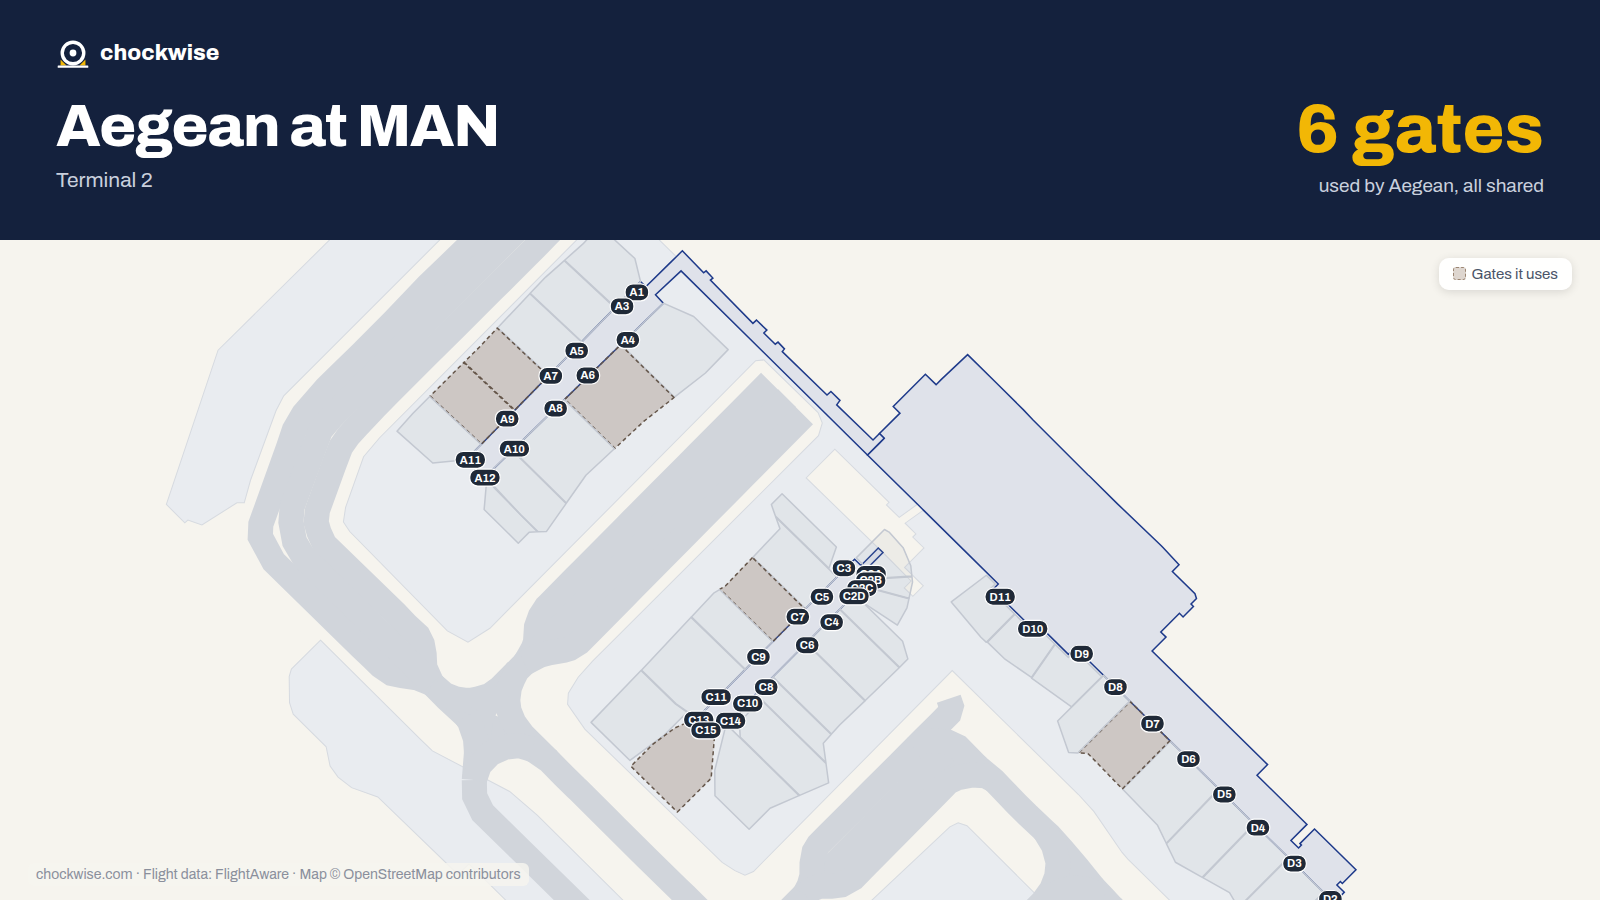 chockwise
Aegean at MAN
Terminal 2
6 gates
used by Aegean, all shared
Gates it uses
A1
A3
A4
A5
A7
A6
A8
A9
A10
A11
A12
C3
C5
C2D
C7
C4
C6
C9
C8
C11
C10
C13
C14
C15
D11
D10
D9
D8
D7
D6
D5
D4
D3
chockwise.com · Flight data: FlightAware · Map © OpenStreetMap contributors